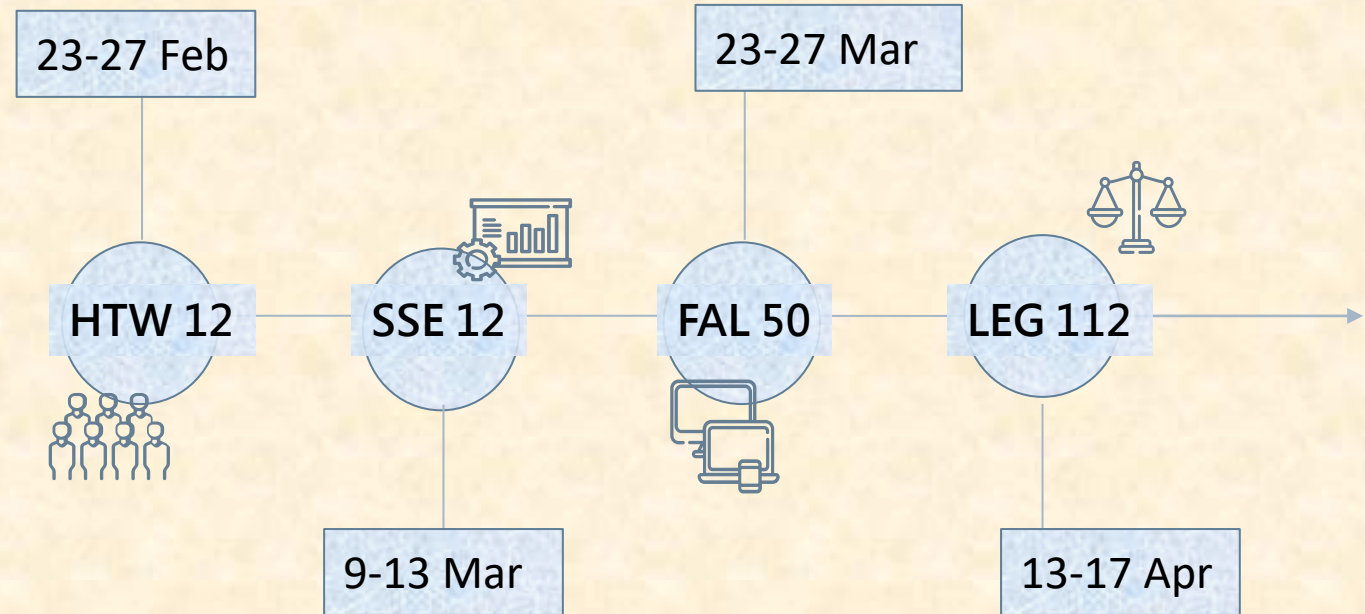 23-27 Feb
23-27 Mar
HTW 12
SSE 12
FAL 50
LEG 112
9-13 Mar
13-17 Apr